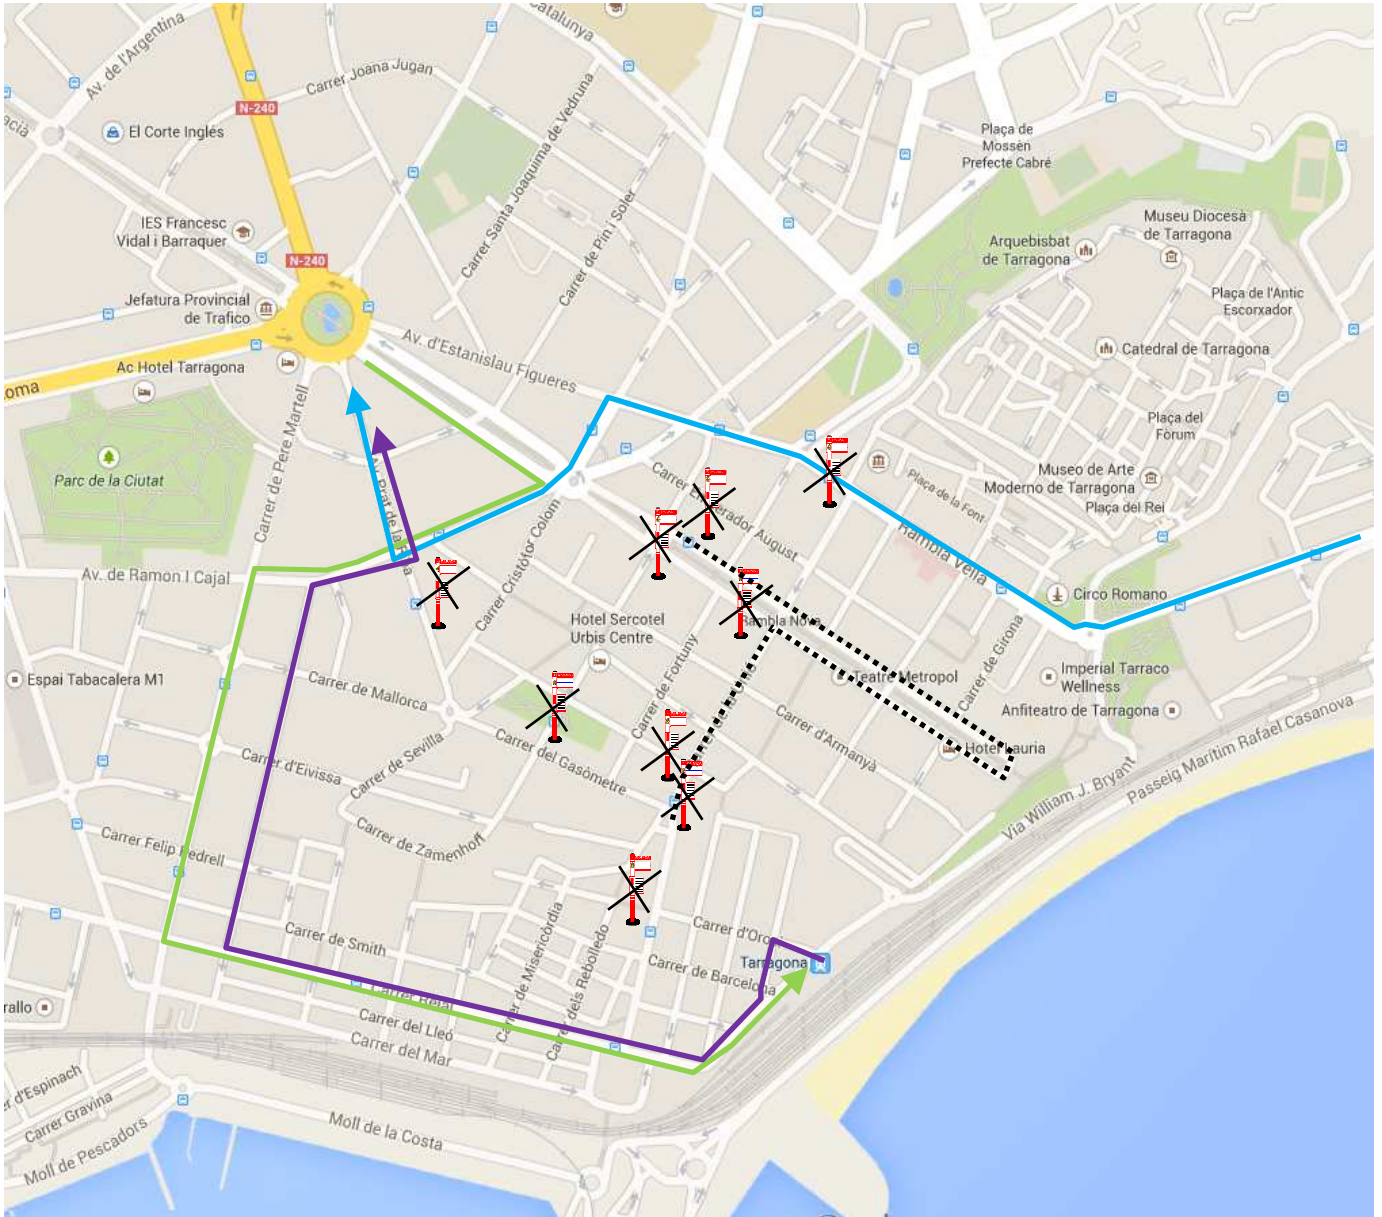 Catalunya
Av. de l'Argentina
Carrer Joana Jugan
N-240
El Corte Inglés
Carrer Santa Joaquima de Vedruna
Plaça de
Mossèn
Prefecte Cabré
Carrer de Pin i Soler
IES Francesc
Vidal i Barraquer
Museu Diocesà
de Tarragona
Arquebisbat
de Tarragona
N-240
Jefatura Provincial
de Trafico
Plaça de l'Antic
Escorxador
Av. d'Estanislau Figueres
Catedral de Tarragona
Ac Hotel Tarragona
Carrer de Pere Martell
Plaça del
Fòrum
Parc de la Ciutat
Museo de Arte
Moderno de Tarragona
Plaça de la Font
Plaça del Rei
Rambla Vella
Av. de Ramón I Cajal
Carrer Cristòfor Colom
Circo Romano
Hotel Sercotel
Urbis Centre
Rambla Nova
Carrer de Fortuny
Carrer de Girona
Espai Tabacalera M1
Carrer de Mallorca
Teatre Metropol
Imperial Tarraco
Wellness
Anfiteatro de Tarragona
Carrer d'Armanyà
Hotel Lauria
Passeig Marítim Rafael Casanova
Via William J. Bryant
Carrer d'Eivissa
Carrer de Sevilla
Carrer del Gasòmetre
Carrer Felip Pedrell
Carrer de Zamenhoff
Carrer de Smith
Carrer de Misericòrdia
Carrer dels Rebolledo
Carrer de Barcelona
Tarragona
Carrer del Lleó
Carrer del Mar
Carrer Gravina
Moll de Pescadors
Moll de la Costa